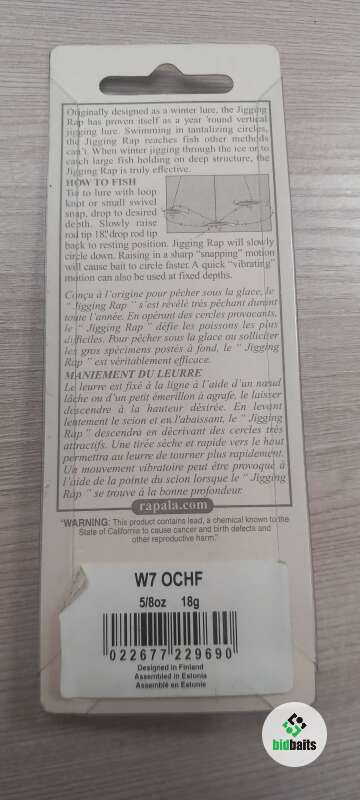 Originally designed as a winter lure, the Jigging
Rap has proven itself as a year 'round vertical
jigging lure. Swimming in tantalizing circles,
the Jigging Rap reaches fish other methods
can't. When winter jigging through the ice or to
catch large fish holding on deep structure, the
Jigging Rap is truly effective.
HOW TO FISH
Tie to lure with loop
knot or small swivel
snap, drop to desired
depth. Slowly raise
rod tip 18", drop rod tip
back to resting position. Jigging Rap will slowly
circle down. Raising in a sharp “snapping” motion
will cause bait to circle faster. A quick “vibrating”
motion can also be used at fixed depths.
Conçu à l'origine pour pêcher sous la glace, le
“ Jigging Rap ” s'est révélé très pêchant durant
toute l'année. En opérant des cercles provocants,
le “ Jigging Rap ” défie les poissons les plus
difficiles. Pour pêcher sous la glace ou solliciter
les gros spécimens postés à fond, le “ Jigging
Rap ” est véritablement efficace.
MANIEMENT DU LEURRE
Le leurre est fixé à la ligne à l'aide d'un nœud
lâche ou d'un petit émerillon à agrafe, le laisser
descendre à la hauteur désirée. En levant
lentement le scion et en l'abaissant, le “ Jigging
Rap ” descendra en décrivant des cercles très
attractifs. Une tirée sèche et rapide vers le haut
permettra au leurre de tourner plus rapidement.
Un mouvement vibratoire peut être provoqué à
l'aide de la pointe du scion lorsque le “ Jigging
Rap ” se trouve à la bonne profondeur.
rapala.com
"WARNING: This product contains lead, a chemical known to the
State of California to cause cancer and birth defects and
other reproductive harm."
W7 OCHF
5/8oz 18g
022677 229690
Designed in Finland
Assembled in Estonia
Assemblé en Estonie
bidbaits